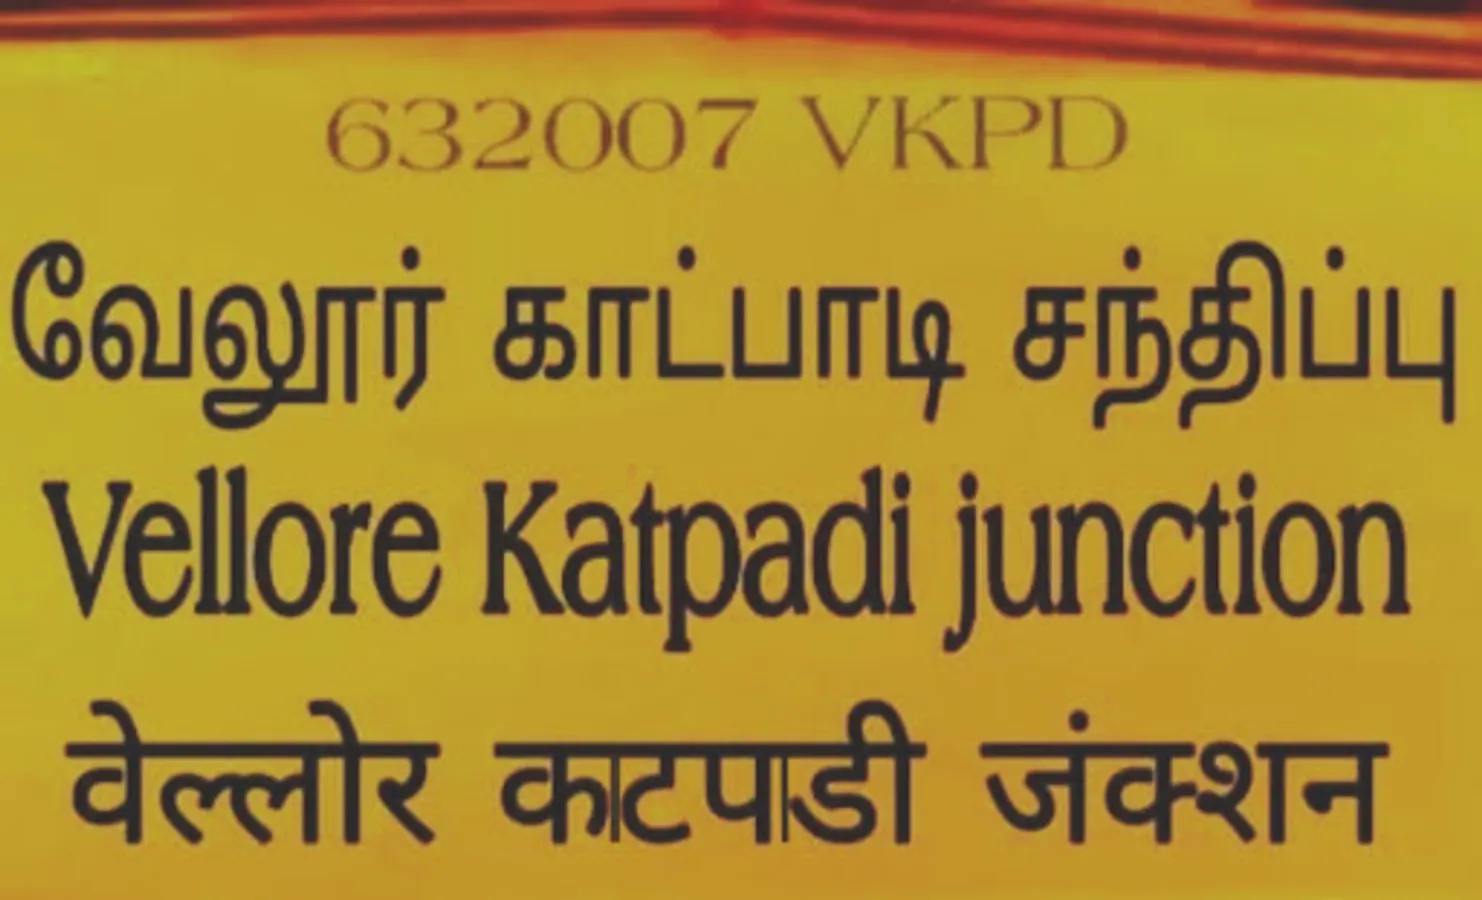 632007 VKPD
வேலூர் காட்பாடி சந்திப்பு
Vellore Katpadi junction
वेल्लोर काटपाडी जंक्शन